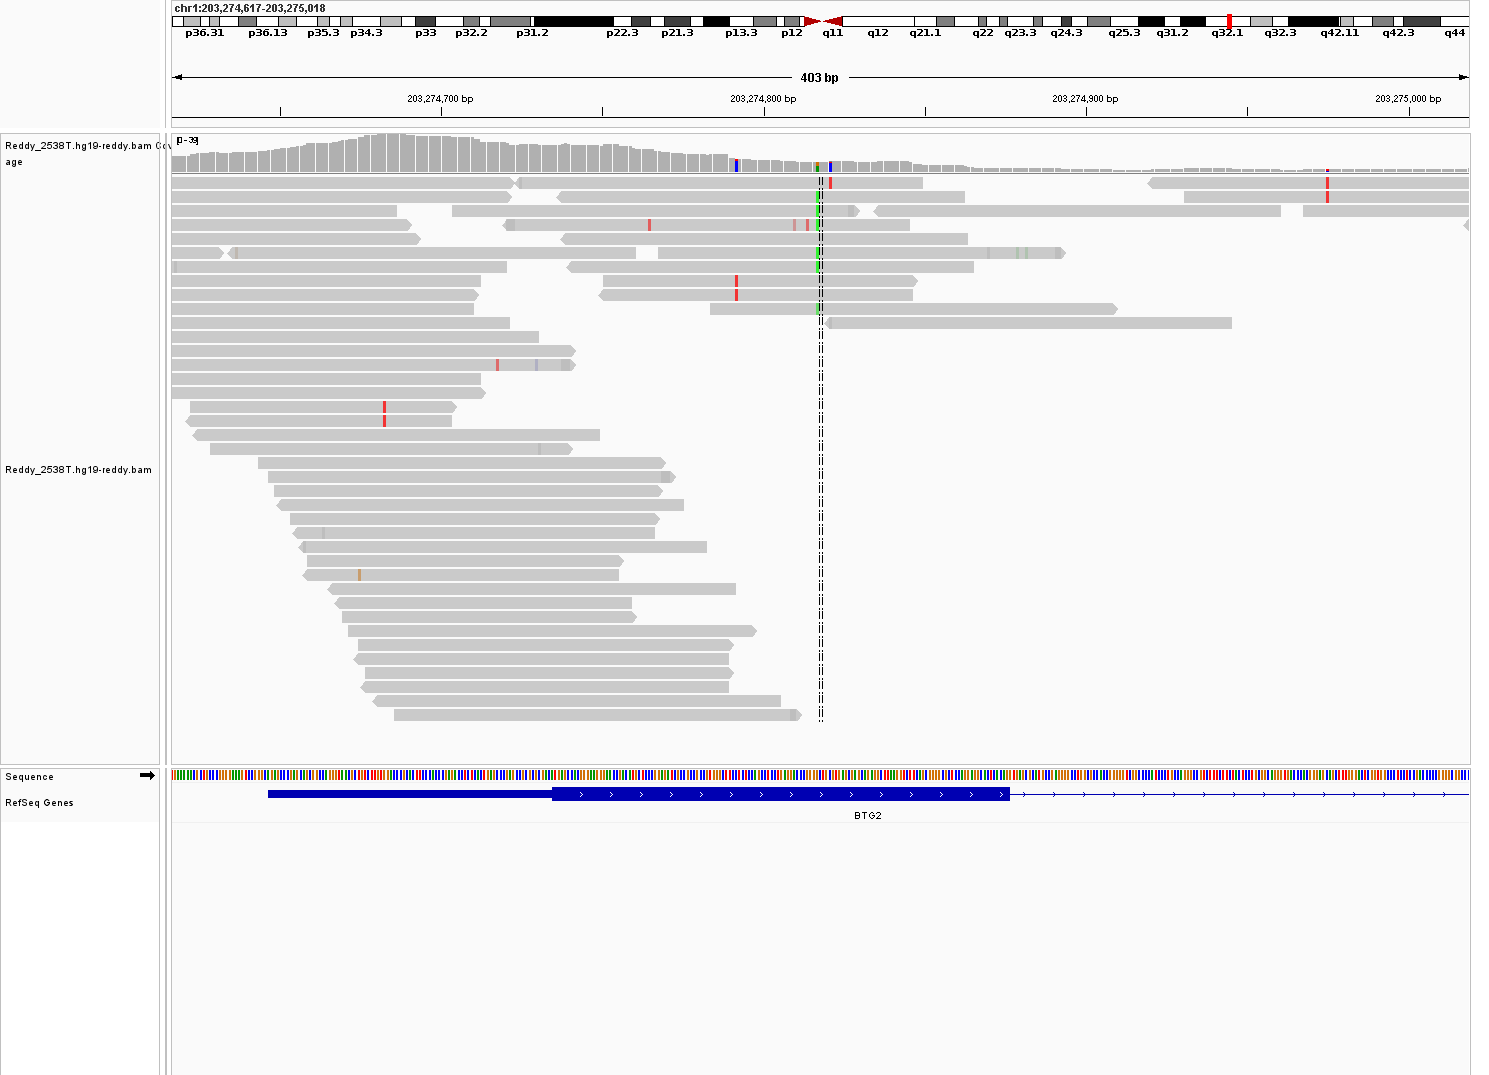 chr1:203,274,617-203,275,018
p36.31 p36.13 p35.3 p34.3 p33 p32.2 p31.2 p22.3 p21.3 p13.3 p12 q11 q12 q21.1 q22 q23.3 q24.3 q25.3 q31.2 q32.1 q32.3 q42.11 q42.3 q44
403 bp
203,274,700 bp 203,274,800 bp 203,274,900 bp 203,275,000 bp
[0-39]
Reddy_2538T.hg19-reddy.bam Cov
age
Reddy_2538T.hg19-reddy.bam
Sequence
RefSeq Genes
BTG2